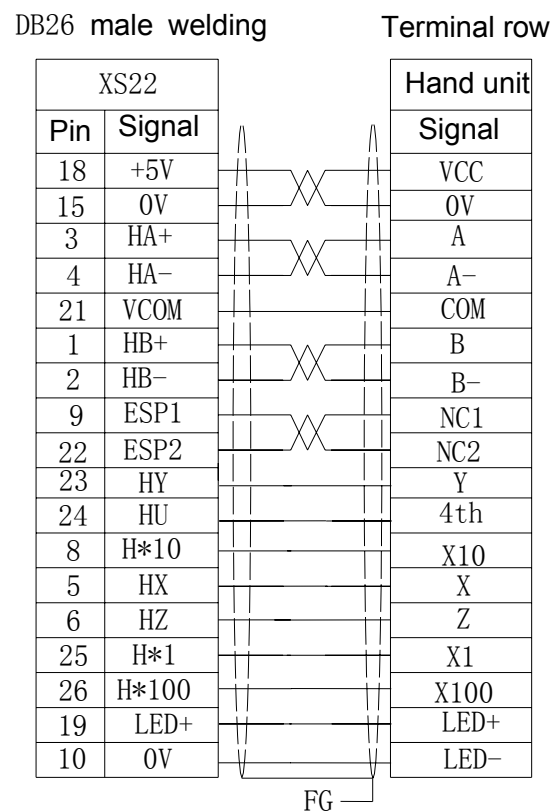 DB26 male welding Terminal row
XS22 Hand unit
Pin Signal Signal
18 +5V VCC
15 0V 0V
3 HA+ A
4 HA- A-
21 VCOM COM
1 HB+ B
2 HB- B-
9 ESP1 NC1
22 ESP2 NC2
23 HY Y
24 HU 4th
8 H*10 X10
5 HX X
6 HZ Z
25 H*1 X1
26 H*100 X100
19 LED+ LED+
10 0V LED-
FG